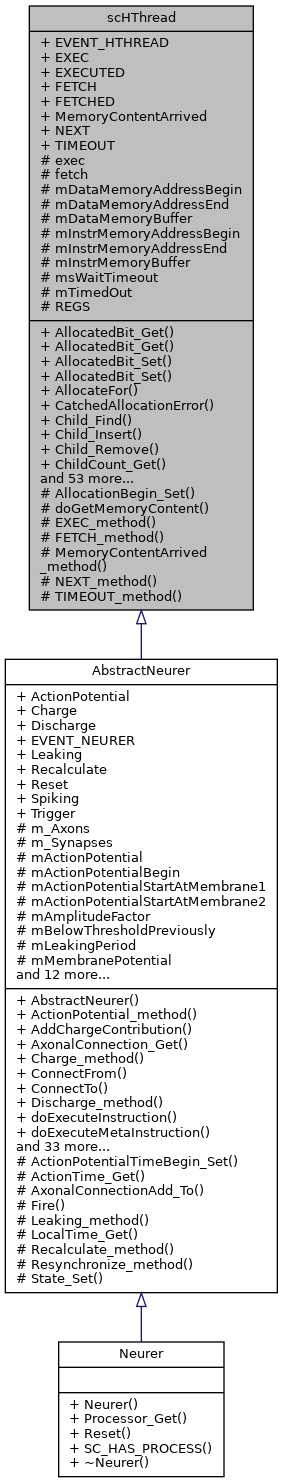 scHThread
+ EVENT_HTHREAD
+ EXEC
+ EXECUTED
+ FETCH
+ FETCHED
+ MemoryContentArrived
+ NEXT
+ TIMEOUT
# exec
# fetch
# mDataMemoryAddressBegin
# mDataMemoryAddressEnd
# mDataMemoryBuffer
# mInstrMemoryAddressBegin
# mInstrMemoryAddressEnd
# mInstrMemoryBuffer
# msWaitTimeout
# mTimedOut
# REGS
+ AllocatedBit_Get()
+ AllocatedBit_Get()
+ AllocatedBit_Set()
+ AllocatedBit_Set()
+ AllocateFor()
+ CatchedAllocationError()
+ Child_Find()
+ Child_Insert()
+ Child_Remove()
+ ChildCount_Get()
and 53 more...
# AllocationBegin_Set()
# doGetMemoryContent()
# EXEC_method()
# FETCH_method()
# MemoryContentArrived
_method()
# NEXT_method()
# TIMEOUT_method()
AbstractNeurer
+ ActionPotential
+ Charge
+ Discharge
+ EVENT_NEURER
+ Leaking
+ Recalculate
+ Reset
+ Spiking
+ Trigger
# m_Axons
# m_Synapses
# mActionPotential
# mActionPotentialBegin
# mActionPotentialStartAtMembrane1
# mActionPotentialStartAtMembrane2
# mAmplitudeFactor
# mBelowThresholdPreviously
# mLeakingPeriod
# mMembranePotential
and 12 more...
+ AbstractNeurer()
+ ActionPotential_method()
+ AddChargeContribution()
+ AxonalConnection_Get()
+ Charge_method()
+ ConnectFrom()
+ ConnectTo()
+ Discharge_method()
+ doExecuteInstruction()
+ doExecuteMetaInstruction()
and 33 more...
# ActionPotentialTimeBegin_Set()
# ActionTime_Get()
# AxonalConnectionAdd_To()
# Fire()
# Leaking_method()
# LocalTime_Get()
# Recalculate_method()
# Resynchronize_method()
# State_Set()
Neurer
+ Neurer()
+ Processor_Get()
+ Reset()
+ SC_HAS_PROCESS()
+ ~Neurer()